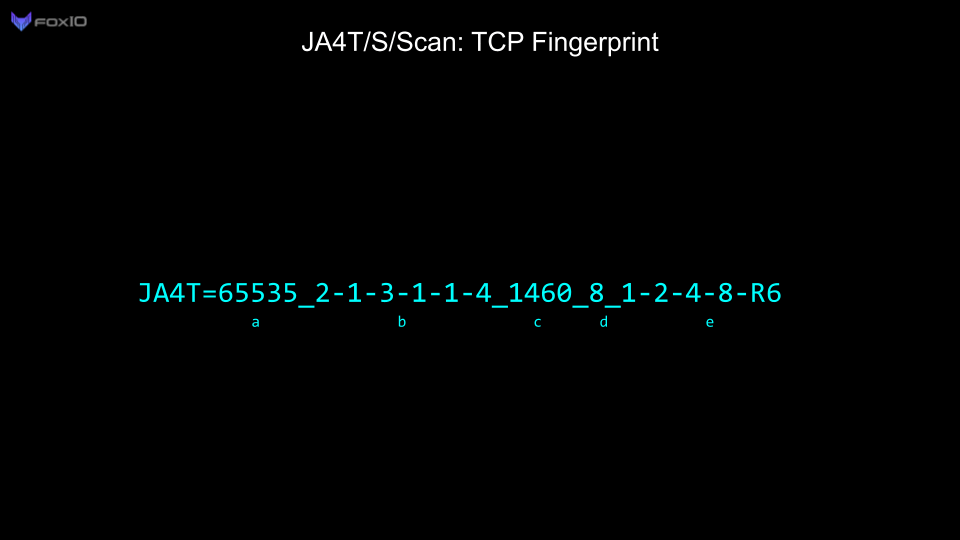 FOXIO
JA4T/S/Scan: TCP Fingerprint
JA4T=65535_2-1-3-1-1-4_1460_8_1-2-4-8-R6
a b c d e